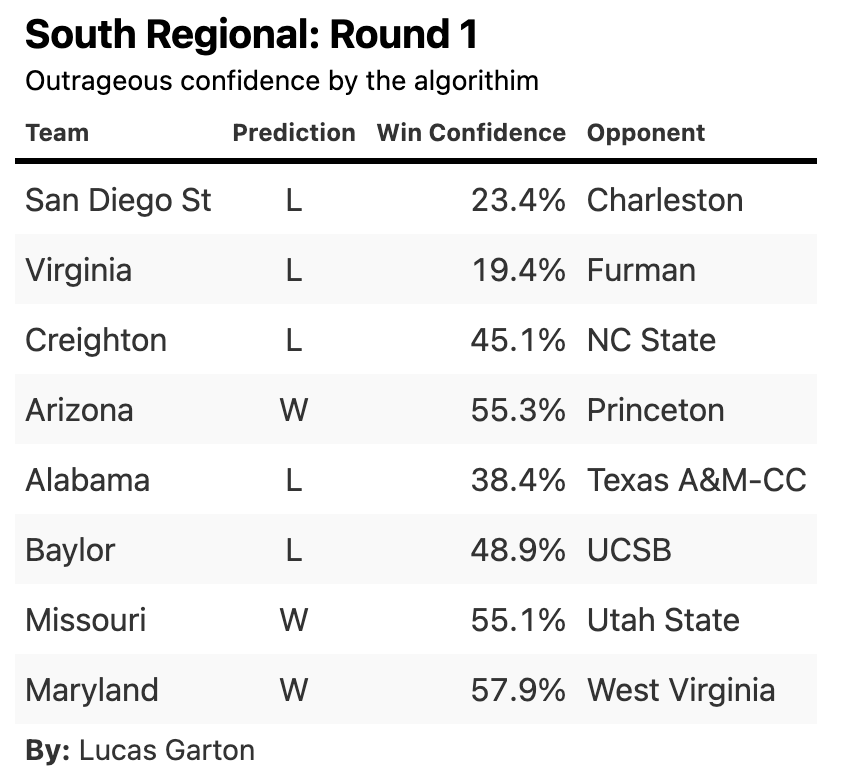 South Regional: Round 1
Outrageous confidence by the algorithim
Team Prediction Win Confidence Opponent
San Diego St L 23.4% Charleston
Virginia L 19.4% Furman
Creighton L 45.1% NC State
Arizona W 55.3% Princeton
Alabama L 38.4% Texas A&M-CC
Baylor L 48.9% UCSB
Missouri W 55.1% Utah State
Maryland W 57.9% West Virginia
By: Lucas Garton